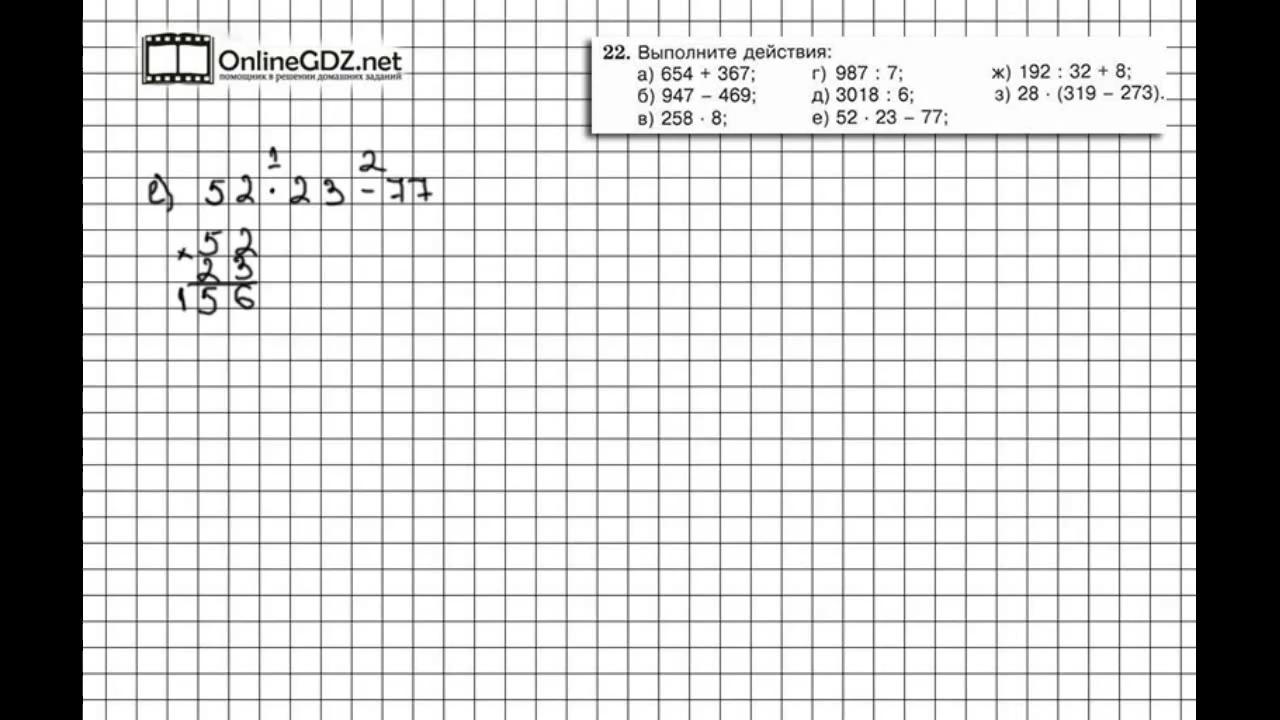 OnlineGDZ.net
помощник в решении домашних заданий
22. Выполните действия:
а) 654 + 367; г) 987 : 7; ж) 192 : 32 + 8;
б) 947 − 469; д) 3018 : 6; з) 28 · (319 − 273).
в) 258 · 8; е) 52 · 23 − 77;
1 2
е) 52 · 23 − 77
× 52
23
156